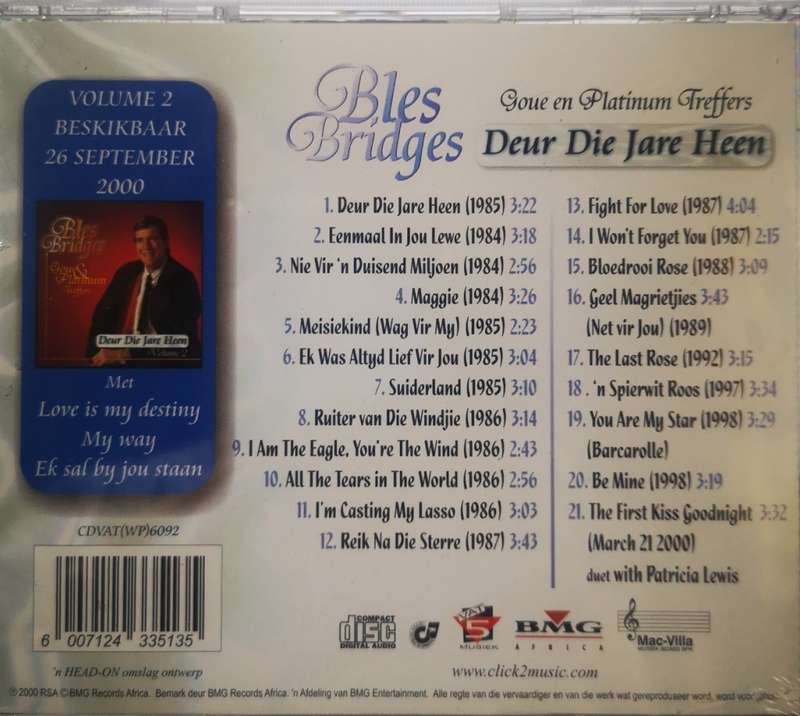 VOLUME 2
BESKIKBAAR
26 SEPTEMBER
2000
Bles
Bridges
Goue &
Platinum
Treffers
Deur Die Jare Heen
Volume 2
Met
Love is my destiny
My way
Ek sal by jou staan
CDVAT(WP)6092
6 007124 335135
'n HEAD-ON omslag ontwerp
Bles
Bridges
Goue en Platinum Treffers
Deur Die Jare Heen
1. Deur Die Jare Heen (1985) 3:22
2. Eenmaal In Jou Lewe (1984) 3:18
3. Nie Vir 'n Duisend Miljoen (1984) 2:56
4. Maggie (1984) 3:26
5. Meisiekind (Wag Vir My) (1985) 2:23
6. Ek Was Altyd Lief Vir Jou (1985) 3:04
7. Suiderland (1985) 3:10
8. Ruiter van Die Windjie (1986) 3:14
9. I Am The Eagle, You're The Wind (1986) 2:43
10. All The Tears in The World (1986) 2:56
11. I'm Casting My Lasso (1986) 3:03
12. Reik Na Die Sterre (1987) 3:43
13. Fight For Love (1987) 4:04
14. I Won't Forget You (1987) 2:15
15. Bloedrooi Rose (1988) 3:09
16. Geel Magrietjies 3:43
(Net vir Jou) (1989)
17. The Last Rose (1992) 3:15
18 . 'n Spierwit Roos (1997) 3:34
19. You Are My Star (1998) 3:29
(Barcarolle)
20. Be Mine (1998) 3:19
21. The First Kiss Goodnight 3:32
(March 21 2000)
duet with Patricia Lewis
COMPACT
disc
DIGITAL AUDIO
VAT
5
MUSIEK
BMG
AFRICA
Mac-Villa
www.click2music.com
℗ 2000 RSA © BMG Records Africa. Bemark deur BMG Records Africa. 'n Afdeling van BMG Entertainment. Alle regte van die vervaardiger en van die werk wat gereproduseer word, word voor